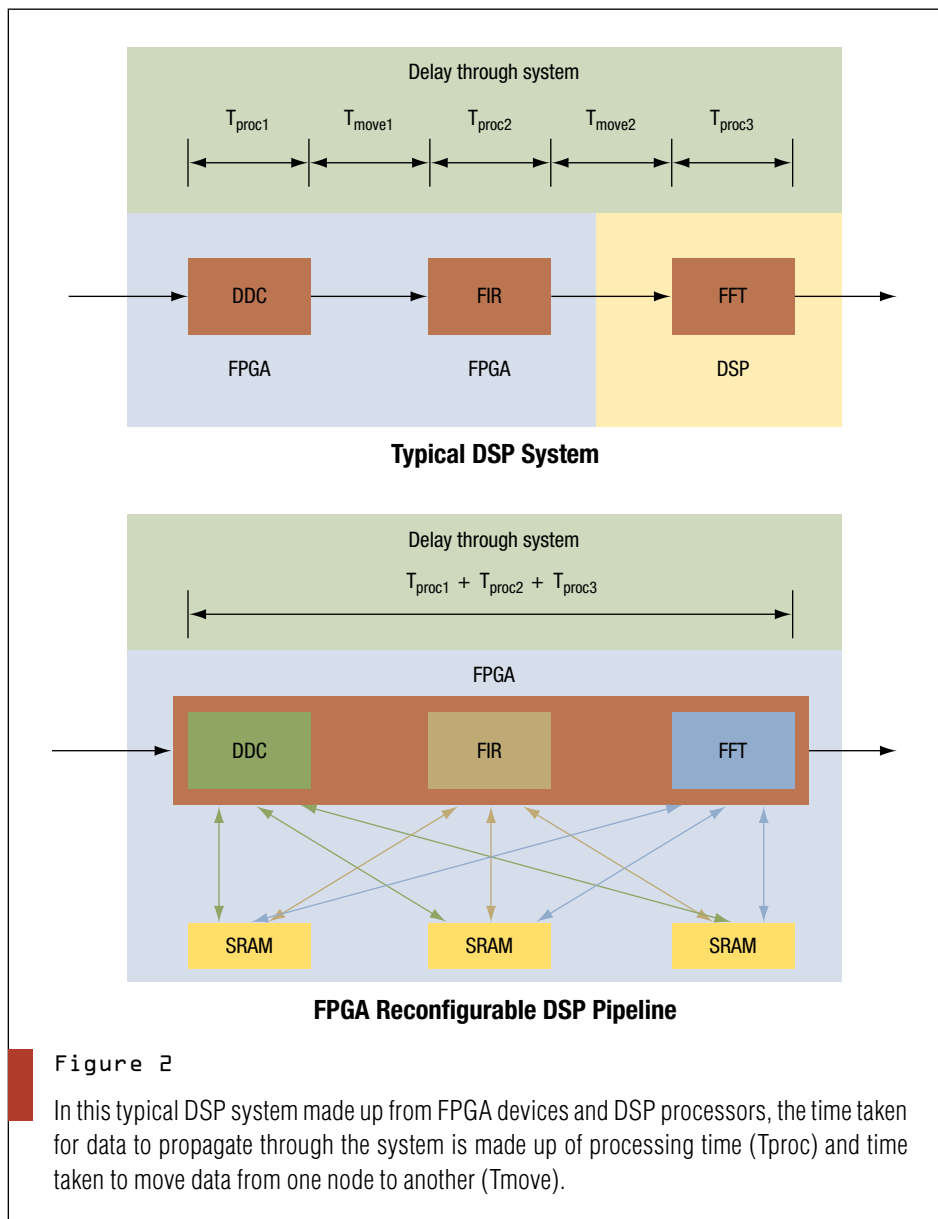 Delay through system
Tproc1 Tmove1 Tproc2 Tmove2 Tproc3
DDC FIR FFT
FPGA FPGA DSP
Typical DSP System
Delay through system
Tproc1 + Tproc2 + Tproc3
FPGA
DDC FIR FFT
SRAM SRAM SRAM
FPGA Reconfigurable DSP Pipeline
Figure 2
In this typical DSP system made up from FPGA devices and DSP processors, the time taken
for data to propagate through the system is made up of processing time (Tproc) and time
taken to move data from one node to another (Tmove).